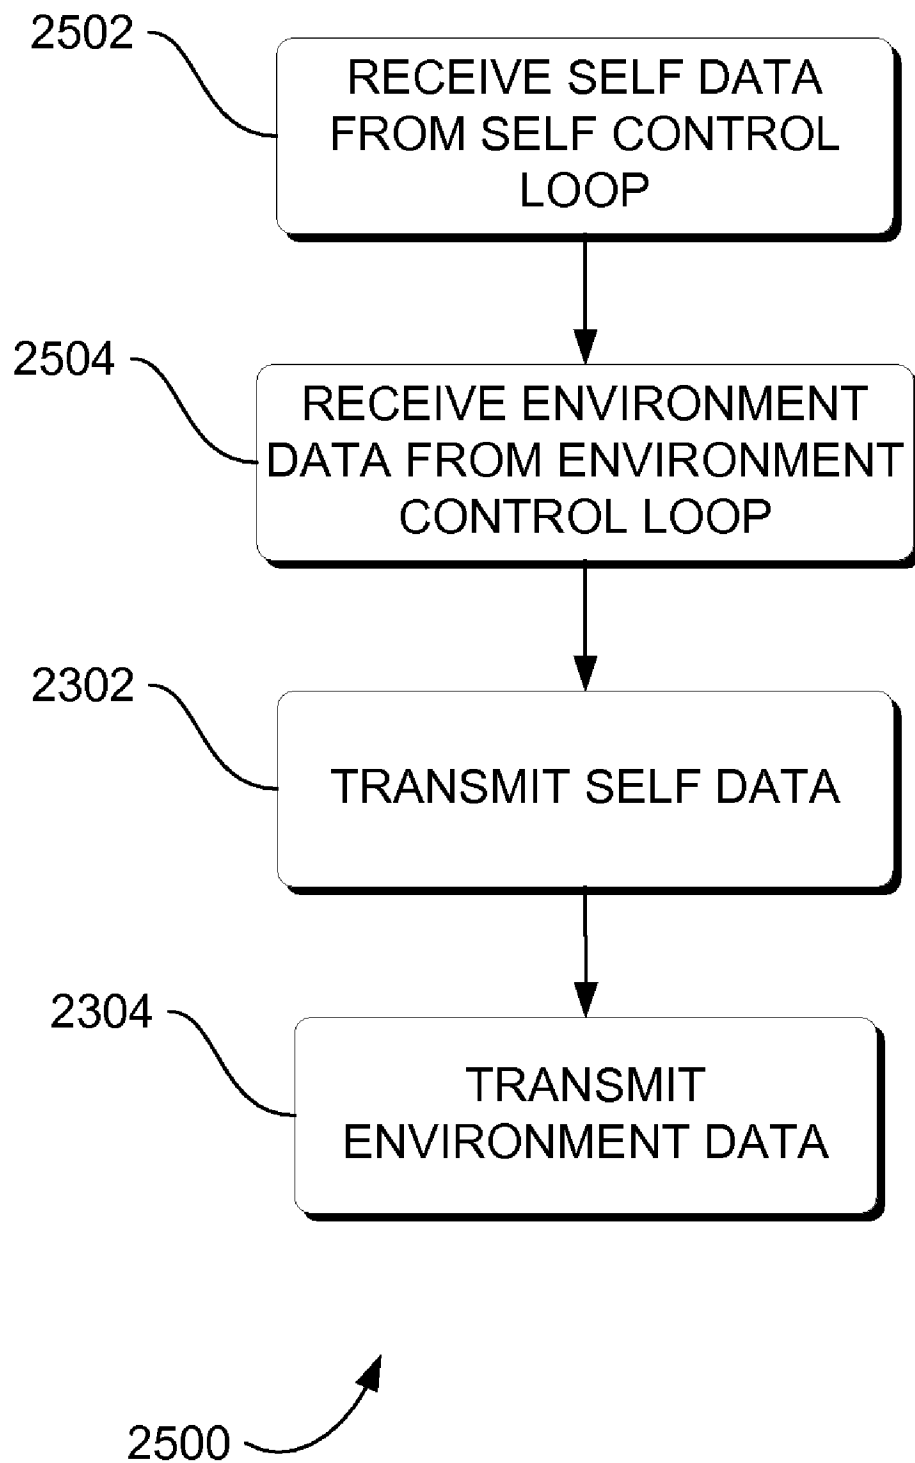 2502
RECEIVE SELF DATA
FROM SELF CONTROL
LOOP
2504
RECEIVE ENVIRONMENT
DATA FROM ENVIRONMENT
CONTROL LOOP
2302
TRANSMIT SELF DATA
2304
TRANSMIT
ENVIRONMENT DATA
2500